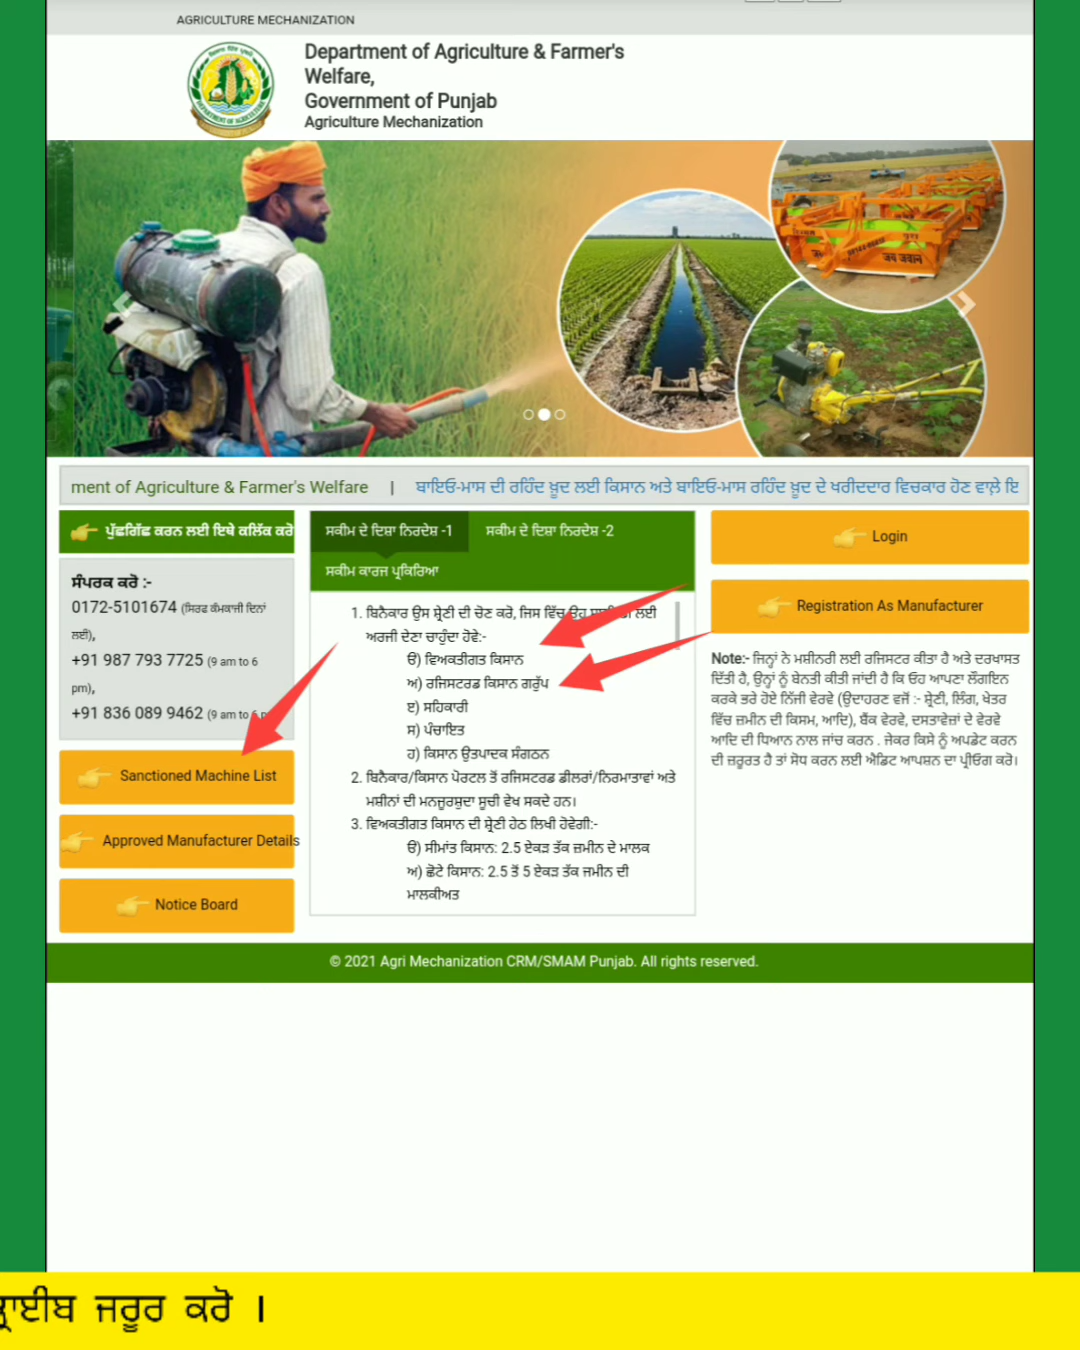 AGRICULTURE MECHANIZATION
Department of Agriculture & Farmer's
Welfare,
Government of Punjab
Agriculture Mechanization
जय जवान
ment of Agriculture & Farmer's Welfare | ਬਾਇਓ-ਮਾਸ ਦੀ ਰਹਿੰਦ ਖੂਦ ਲਈ ਕਿਸਾਨ ਅਤੇ ਬਾਇਓ-ਮਾਸ ਰਹਿੰਦ ਖੂਦ ਦੇ ਖਰੀਦਦਾਰ ਵਿਚਕਾਰ ਹੋਣ ਵਾਲ਼ੇ ਇ
ਪੁੱਛਗਿੱਛ ਕਰਨ ਲਈ ਇਥੇ ਕਲਿੱਕ ਕਰੋ
ਸੰਪਰਕ ਕਰੋ :-
0172-5101674 (ਸਿਰਫ ਕੰਮਕਾਜੀ ਦਿਨਾਂ
ਲਈ),
+91 987 793 7725 (9 am to 6
pm),
+91 836 089 9462 (9 am to 6
Sanctioned Machine List
Approved Manufacturer Details
Notice Board
ਸਕੀਮ ਦੇ ਦਿਸ਼ਾ ਨਿਰਦੇਸ਼ -1
ਸਕੀਮ ਦੇ ਦਿਸ਼ਾ ਨਿਰਦੇਸ਼ -2
ਸਕੀਮ ਕਾਰਜ ਪ੍ਰਕਿਰਿਆ
1. ਬਿਨੈਕਾਰ ਉਸ ਸ਼੍ਰੇਣੀ ਦੀ ਚੋਣ ਕਰੋ, ਜਿਸ ਵਿੱਚ ਉਹ ਲਈ
ਅਰਜੀ ਦੇਣਾ ਚਾਹੁੰਦਾ ਹੋਵੇ:-
ੳ) ਵਿਅਕਤੀਗਤ ਕਿਸਾਨ
ਅ) ਰਜਿਸਟਰਡ ਕਿਸਾਨ ਗਰੁੱਪ
ੲ) ਸਹਿਕਾਰੀ
ਸ) ਪੰਚਾਇਤ
ਹ) ਕਿਸਾਨ ਉਤਪਾਦਕ ਸੰਗਠਨ
2. ਬਿਨੈਕਾਰ/ਕਿਸਾਨ ਪੋਰਟਲ ਤੋਂ ਰਜਿਸਟਰਡ ਡੀਲਰਾਂ/ਨਿਰਮਾਤਾਵਾਂ ਅਤੇ
ਮਸ਼ੀਨਾਂ ਦੀ ਮਨਜੂਰਸ਼ੁਦਾ ਸੂਚੀ ਵੇਖ ਸਕਦੇ ਹਨ।
3. ਵਿਅਕਤੀਗਤ ਕਿਸਾਨ ਦੀ ਸ਼੍ਰੇਣੀ ਹੇਠ ਲਿਖੀ ਹੋਵੇਗੀ:-
ੳ) ਸੀਮਾਂਤ ਕਿਸਾਨ: 2.5 ਏਕੜ ਤੱਕ ਜ਼ਮੀਨ ਦੇ ਮਾਲਕ
ਅ) ਛੋਟੇ ਕਿਸਾਨ: 2.5 ਤੋਂ 5 ਏਕੜ ਤੱਕ ਜਮੀਨ ਦੀ
ਮਾਲਕੀਅਤ
Login
Registration As Manufacturer
Note:- ਜਿਨ੍ਹਾਂ ਨੇ ਮਸ਼ੀਨਰੀ ਲਈ ਰਜਿਸਟਰ ਕੀਤਾ ਹੈ ਅਤੇ ਦਰਖਾਸਤ
ਦਿੱਤੀ ਹੈ, ਉਨ੍ਹਾਂ ਨੂੰ ਬੇਨਤੀ ਕੀਤੀ ਜਾਂਦੀ ਹੈ ਕਿ ਓਹ ਆਪਣਾ ਲੌਗਇਨ
ਕਰਕੇ ਭਰੇ ਹੋਏ ਨਿੱਜੀ ਵੇਰਵੇ (ਉਦਾਹਰਣ ਵਜੋਂ :- ਸ਼੍ਰੇਣੀ, ਲਿੰਗ, ਖੇਤਰ
ਵਿੱਚ ਜ਼ਮੀਨ ਦੀ ਕਿਸਮ, ਆਦਿ), ਬੈਂਕ ਵੇਰਵੇ, ਦਸਤਾਵੇਜ਼ਾਂ ਦੇ ਵੇਰਵੇ
ਆਦਿ ਦੀ ਧਿਆਨ ਨਾਲ ਜਾਂਚ ਕਰਨ . ਜੇਕਰ ਕਿਸੇ ਨੂੰ ਅਪਡੇਟ ਕਰਨ
ਦੀ ਜ਼ਰੂਰਤ ਹੈ ਤਾਂ ਸੋਧ ਕਰਨ ਲਈ ਐਡਿਟ ਆਪਸ਼ਨ ਦਾ ਪ੍ਰੀਓਗ ਕਰੋ।
© 2021 Agri Mechanization CRM/SMAM Punjab. All rights reserved.
ਕ੍ਰਾਈਬ ਜਰੂਰ ਕਰੋ ।